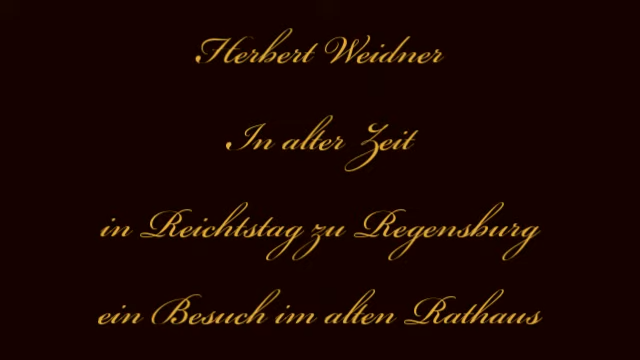 Herbert Weidner
In alter Zeit
in Reichtstag zu Regensburg
ein Besuch im alten Rathaus